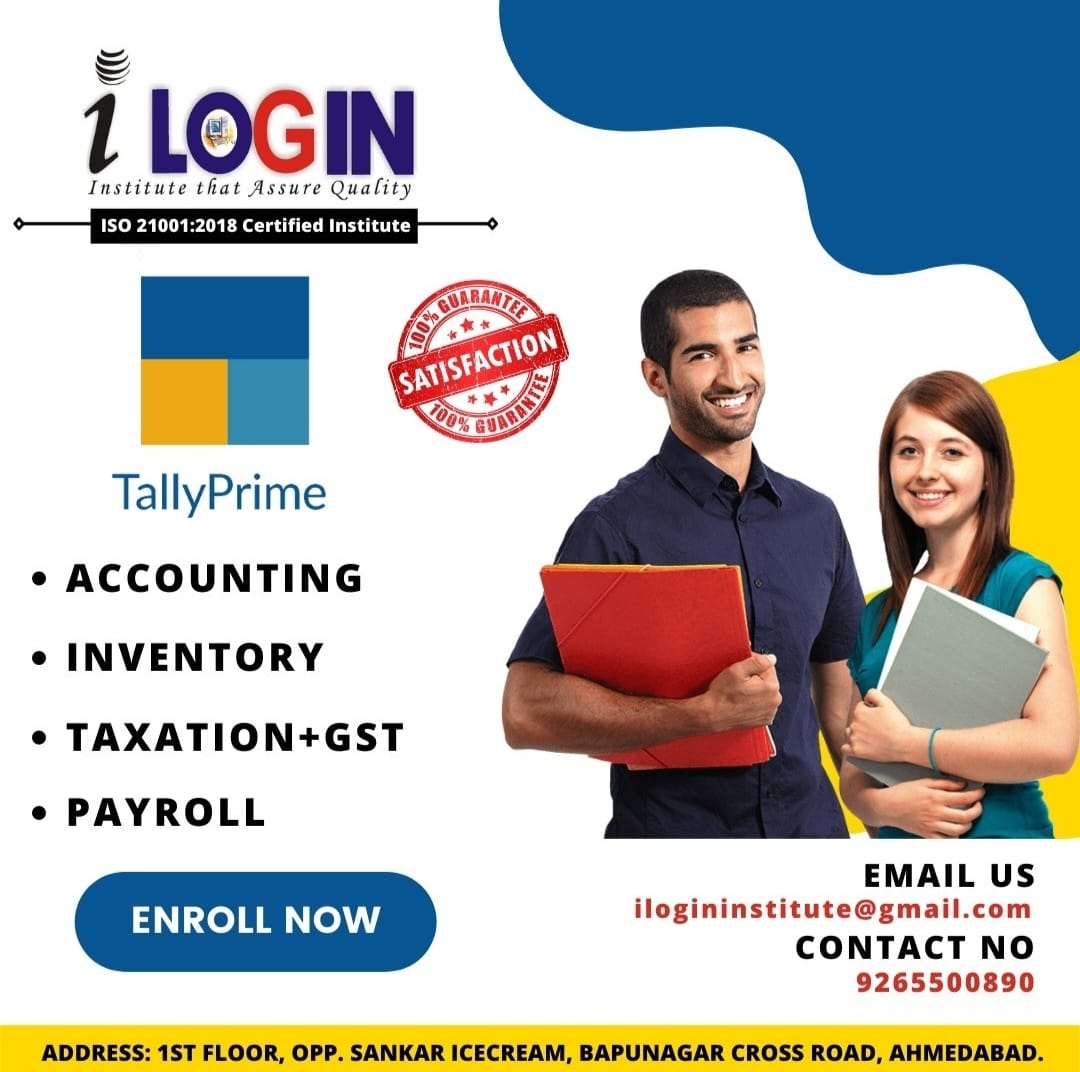 i LOGIN
Institute that Assure Quality
ISO 21001:2018 Certified Institute
100% GUARANTEE
SATISFACTION
100% GUARANTEE
TallyPrime
• ACCOUNTING
• INVENTORY
• TAXATION+GST
• PAYROLL
ENROLL NOW
EMAIL US
ilogininstitute@gmail.com
CONTACT NO
9265500890
ADDRESS: 1ST FLOOR, OPP. SANKAR ICECREAM, BAPUNAGAR CROSS ROAD, AHMEDABAD.